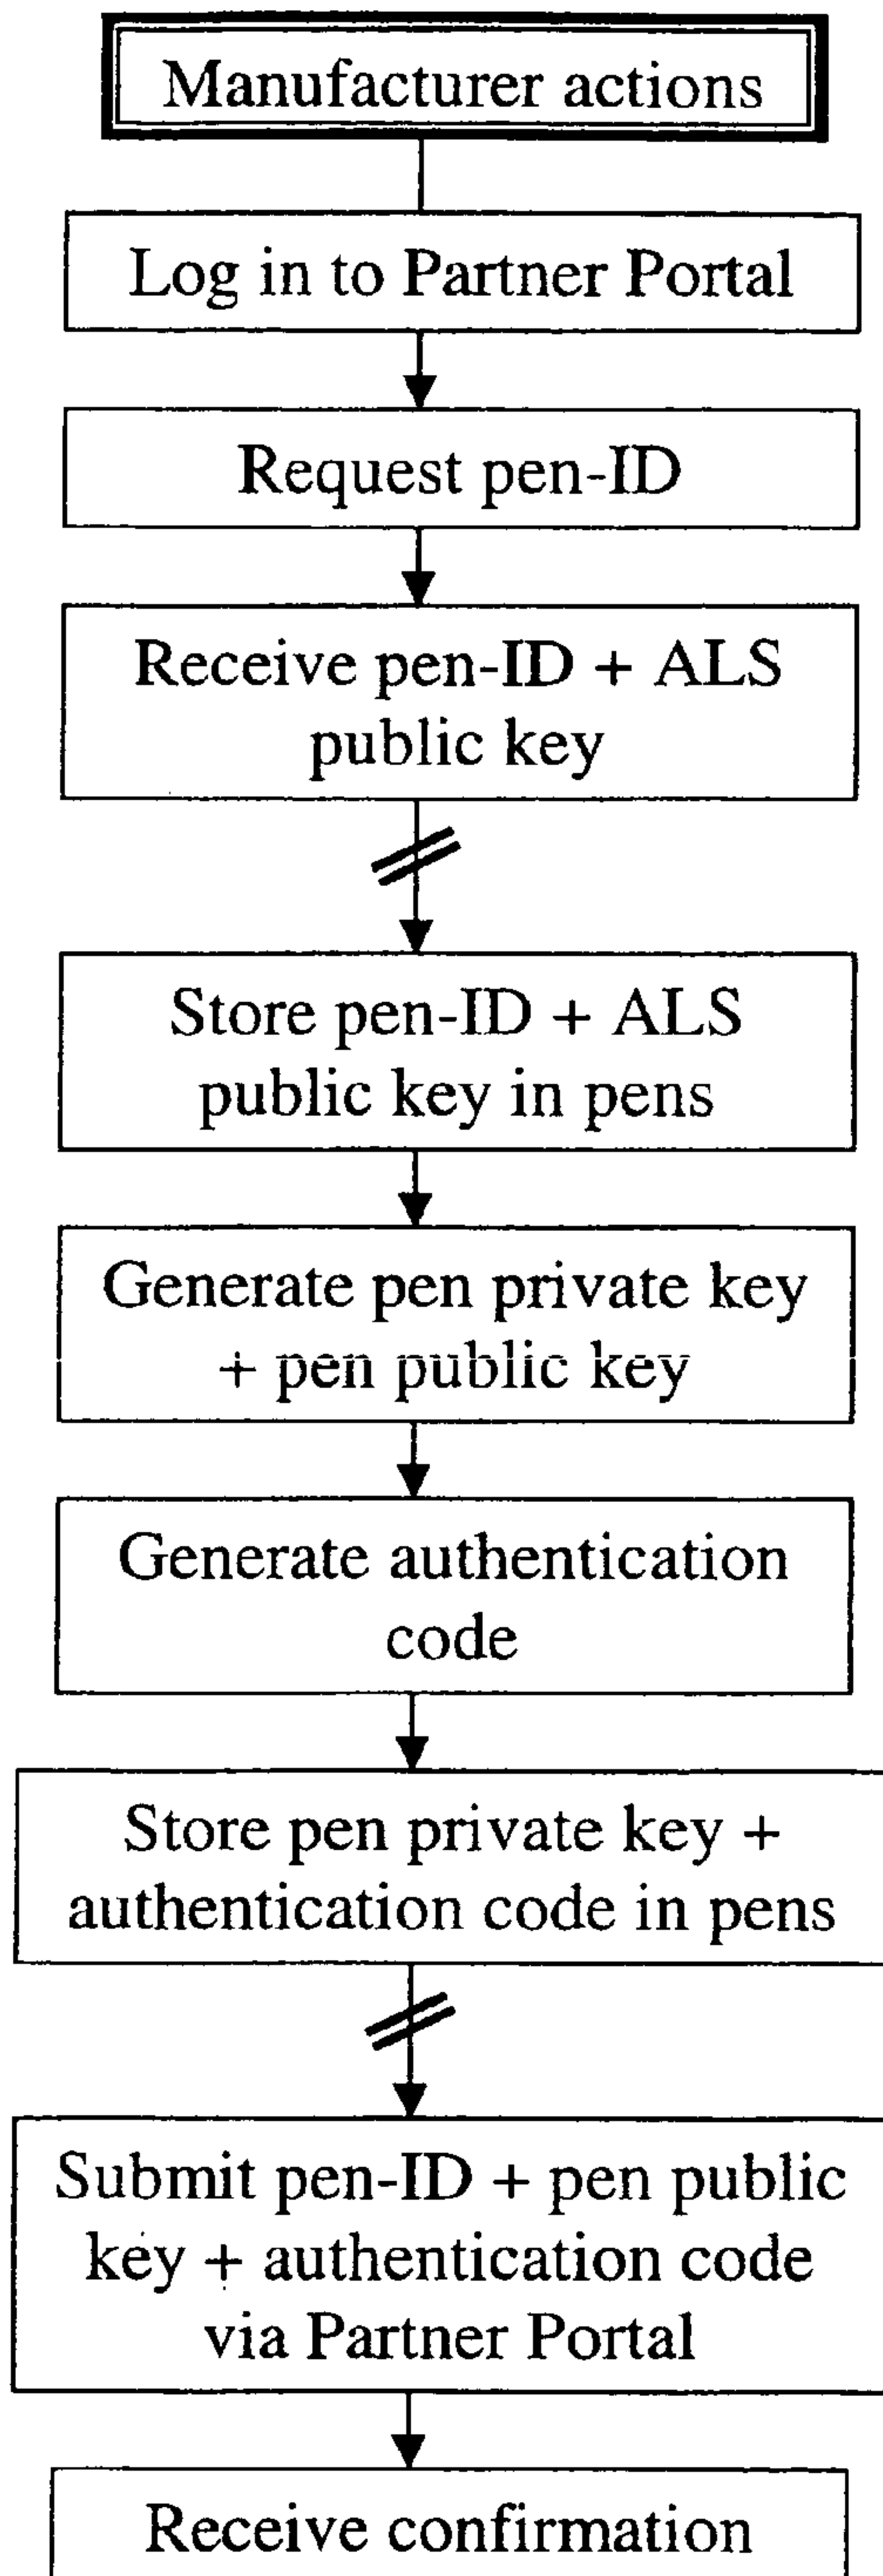 Manufacturer actions
Log in to Partner Portal
Request pen-ID
Receive pen-ID + ALS
public key
Store pen-ID + ALS
public key in pens
Generate pen private key
+ pen public key
Generate authentication
code
Store pen private key +
authentication code in pens
Submit pen-ID + pen public
key + authentication code
via Partner Portal
Receive confirmation